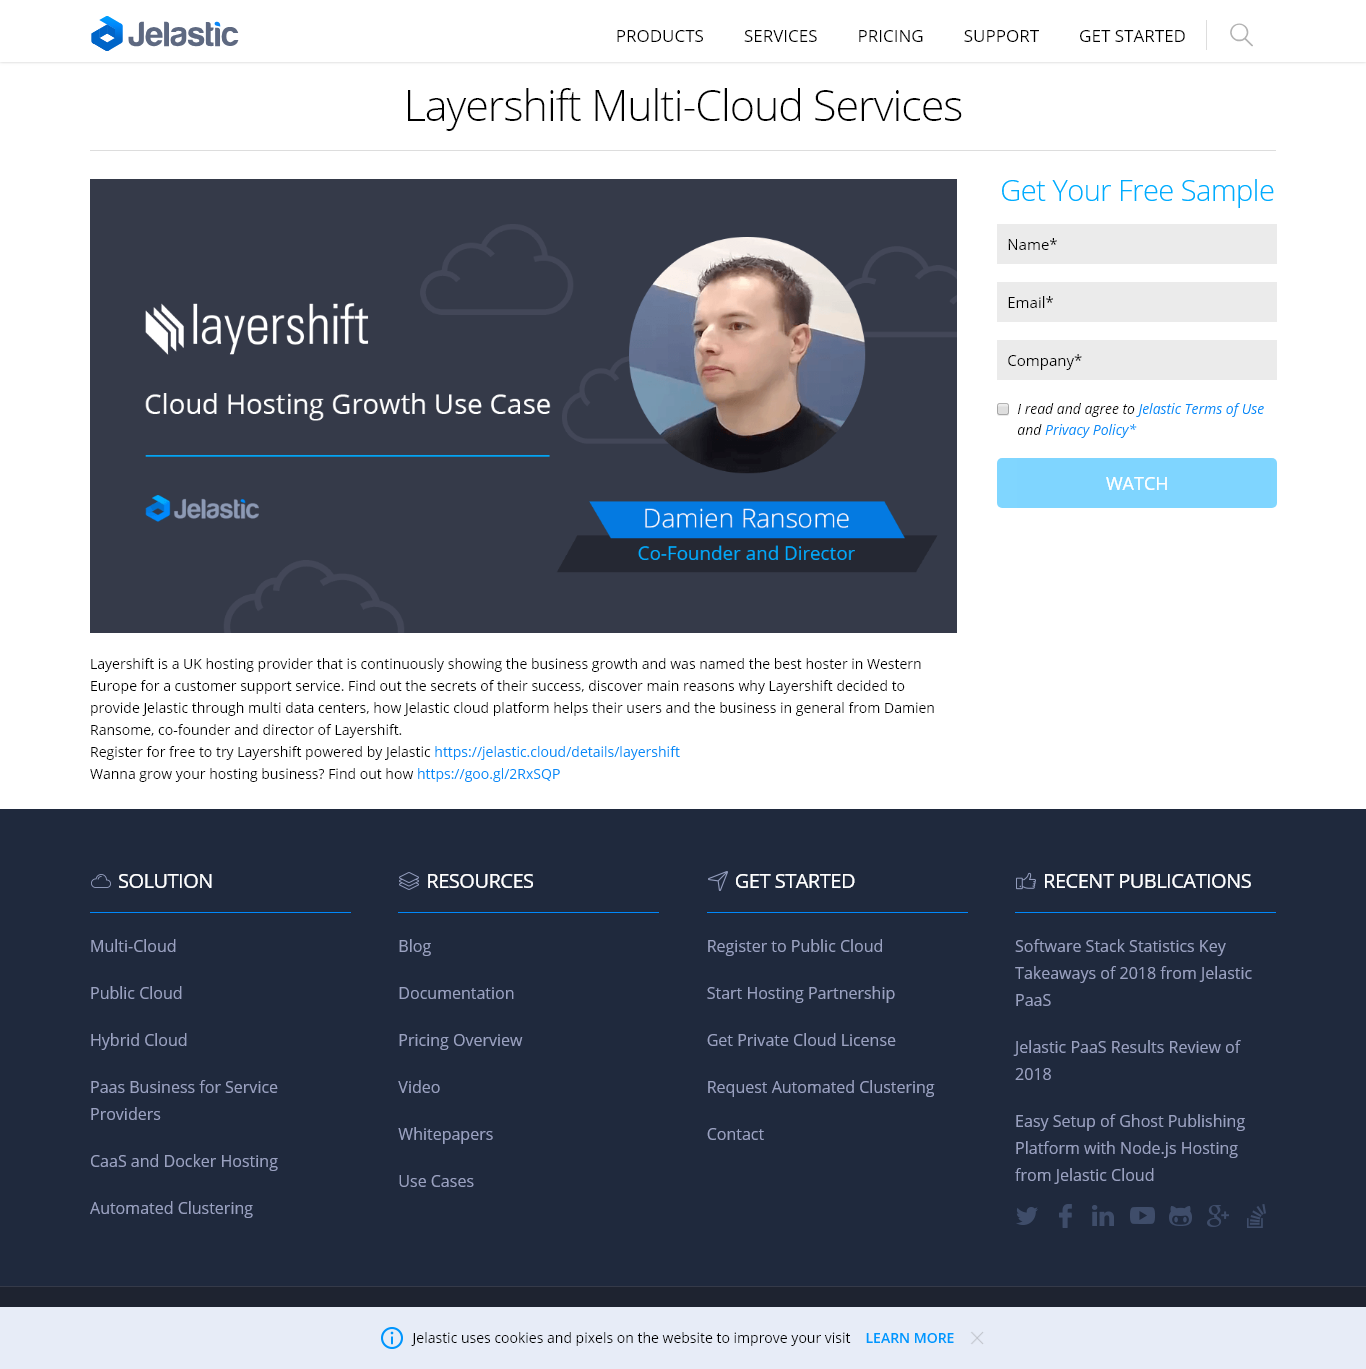 Jelastic
PRODUCTS SERVICES PRICING SUPPORT GET STARTED
Layershift Multi-Cloud Services
layershift
Cloud Hosting Growth Use Case
Jelastic
Damien Ransome
Co-Founder and Director
Get Your Free Sample
Name*
Email*
Company*
I read and agree to Jelastic Terms of Use
and Privacy Policy*
WATCH
Layershift is a UK hosting provider that is continuously showing the business growth and was named the best hoster in Western
Europe for a customer support service. Find out the secrets of their success, discover main reasons why Layershift decided to
provide Jelastic through multi data centers, how Jelastic cloud platform helps their users and the business in general from Damien
Ransome, co-founder and director of Layershift.
Register for free to try Layershift powered by Jelastic https://jelastic.cloud/details/layershift
Wanna grow your hosting business? Find out how https://goo.gl/2RxSQP
SOLUTION
Multi-Cloud
Public Cloud
Hybrid Cloud
Paas Business for Service
Providers
CaaS and Docker Hosting
Automated Clustering
RESOURCES
Blog
Documentation
Pricing Overview
Video
Whitepapers
Use Cases
GET STARTED
Register to Public Cloud
Start Hosting Partnership
Get Private Cloud License
Request Automated Clustering
Contact
RECENT PUBLICATIONS
Software Stack Statistics Key
Takeaways of 2018 from Jelastic
PaaS
Jelastic PaaS Results Review of
2018
Easy Setup of Ghost Publishing
Platform with Node.js Hosting
from Jelastic Cloud
Jelastic uses cookies and pixels on the website to improve your visit LEARN MORE